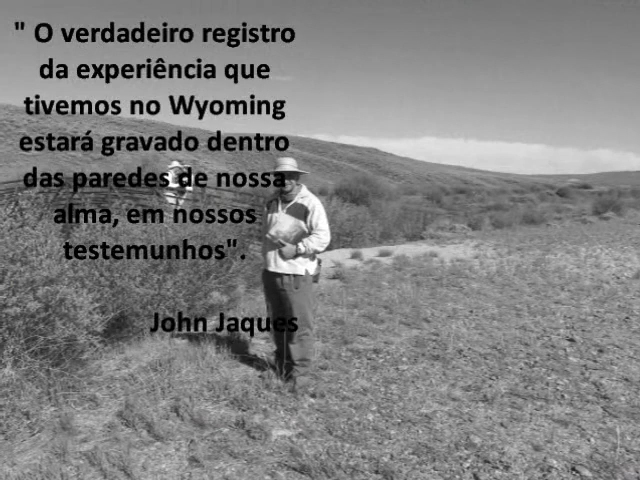 " O verdadeiro registro
da experiência que
tivemos no Wyoming
estará gravado dentro
das paredes de nossa
alma, em nossos
testemunhos".
John Jaques